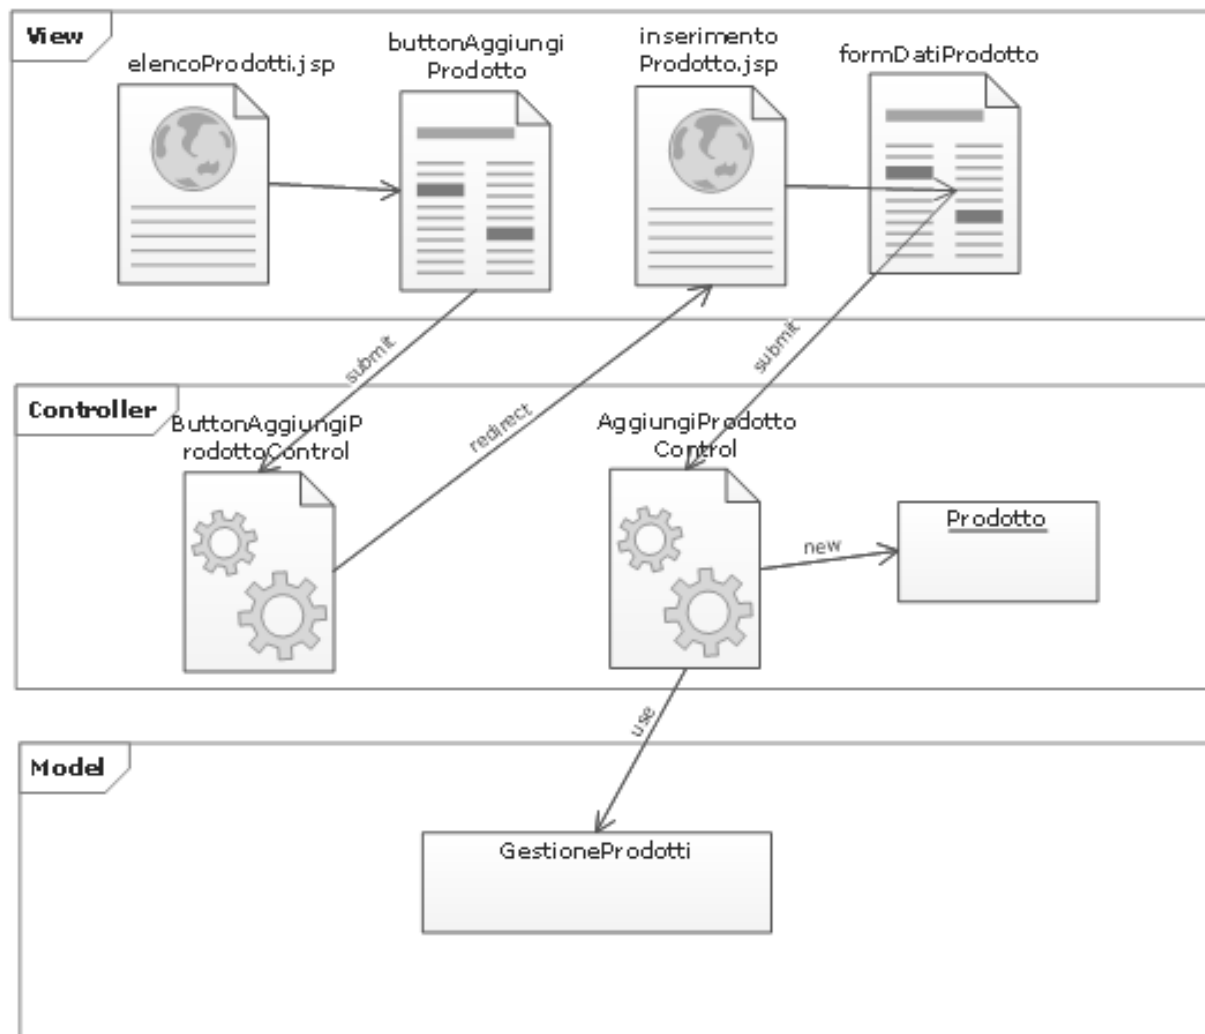 View
elencoProdotti.jsp
buttonAggiungi
Prodotto
inserimento
Prodotto.jsp
formDatiProdotto
submit
redirect
submit
Controller
ButtonAggiungiP
rodottoControl
AggiungiProdotto
Control
new
Prodotto
use
Model
GestioneProdotti